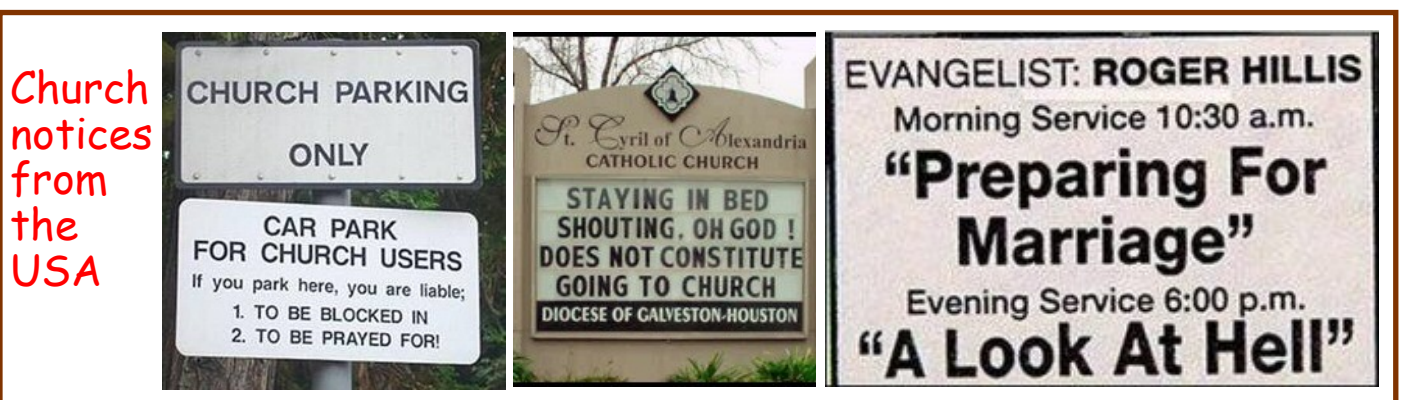 Church
notices
from
the
USA
CHURCH PARKING
ONLY
CAR PARK
FOR CHURCH USERS
If you park here, you are liable;
1. TO BE BLOCKED IN
2. TO BE PRAYED FOR!
St. Cyril of Alexandria
CATHOLIC CHURCH
STAYING IN BED
SHOUTING, OH GOD !
DOES NOT CONSTITUTE
GOING TO CHURCH
DIOCESE OF GALVESTON-HOUSTON
EVANGELIST: ROGER HILLIS
Morning Service 10:30 a.m.
“Preparing For
Marriage”
Evening Service 6:00 p.m.
“A Look At Hell”